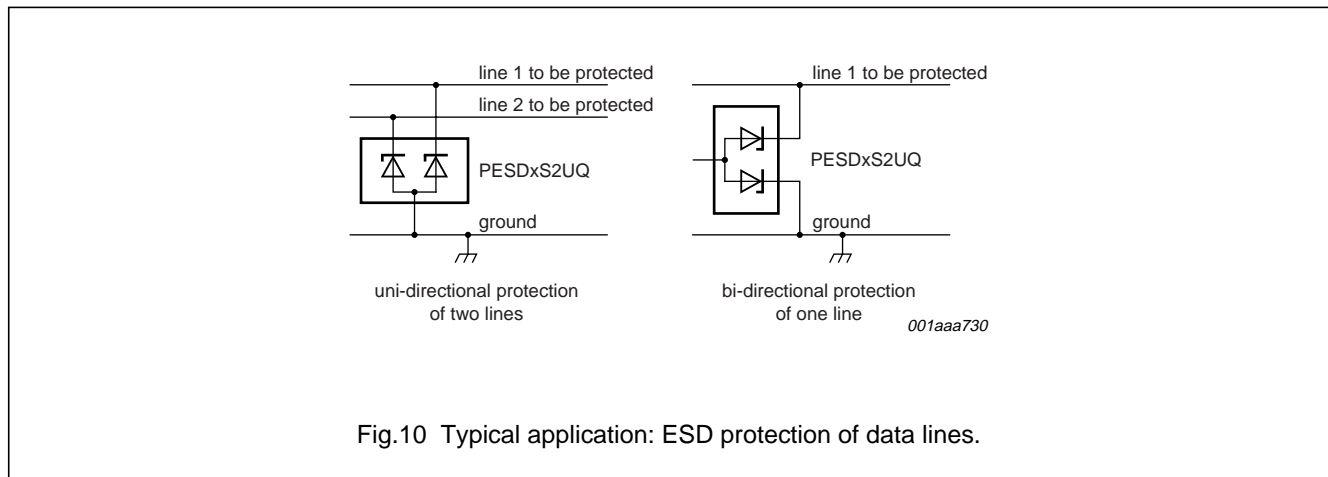 line 1 to be protected
line 2 to be protected
PESDxS2UQ
ground
uni-directional protection
of two lines
line 1 to be protected
PESDxS2UQ
ground
bi-directional protection
of one line
001aaa730
Fig.10 Typical application: ESD protection of data lines.